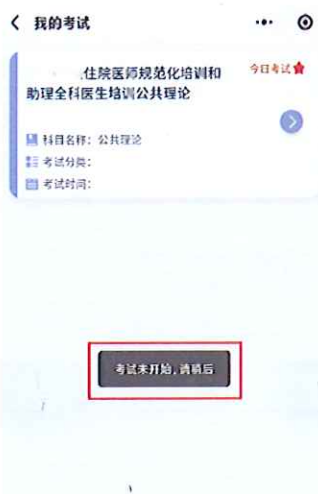 我的考试
住院医师规范化培训和
今日考试
助理全科医生培训公共理论
科目名称：公共理论
考试分类：
考试时间：
考试未开始，请稍后